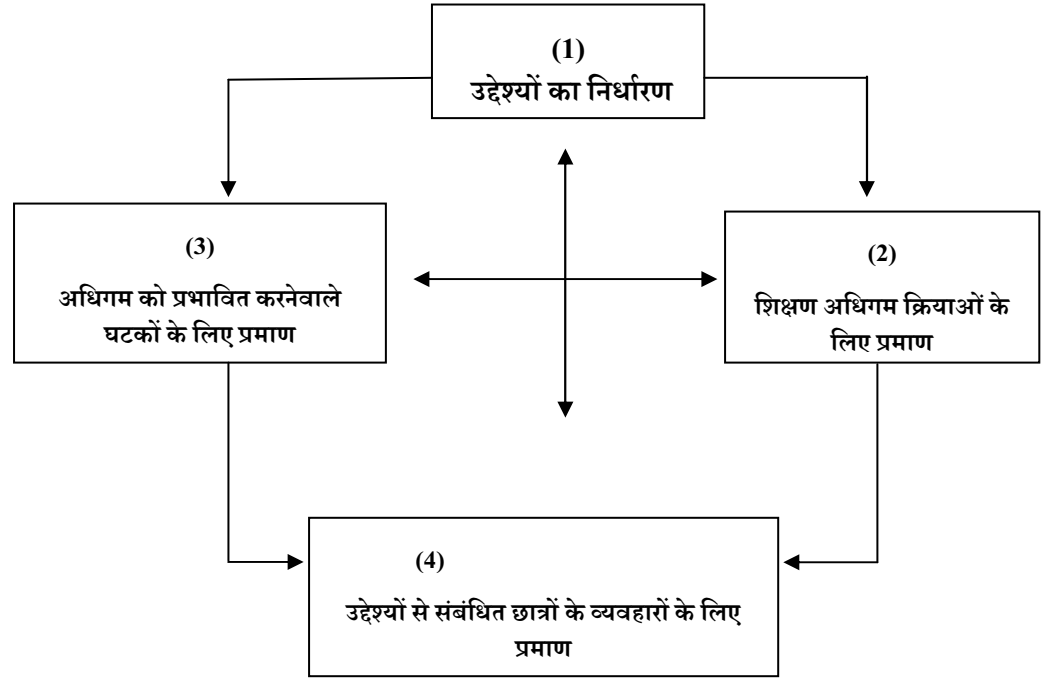 (1)
उद्देश्यों का निर्धारण
(3)
अधिगम को प्रभावित करनेवाले
घटकों के लिए प्रमाण
(2)
शिक्षण अधिगम क्रियाओं के
लिए प्रमाण
(4)
उद्देश्यों से संबंधित छात्रों के व्यवहारों के लिए
प्रमाण